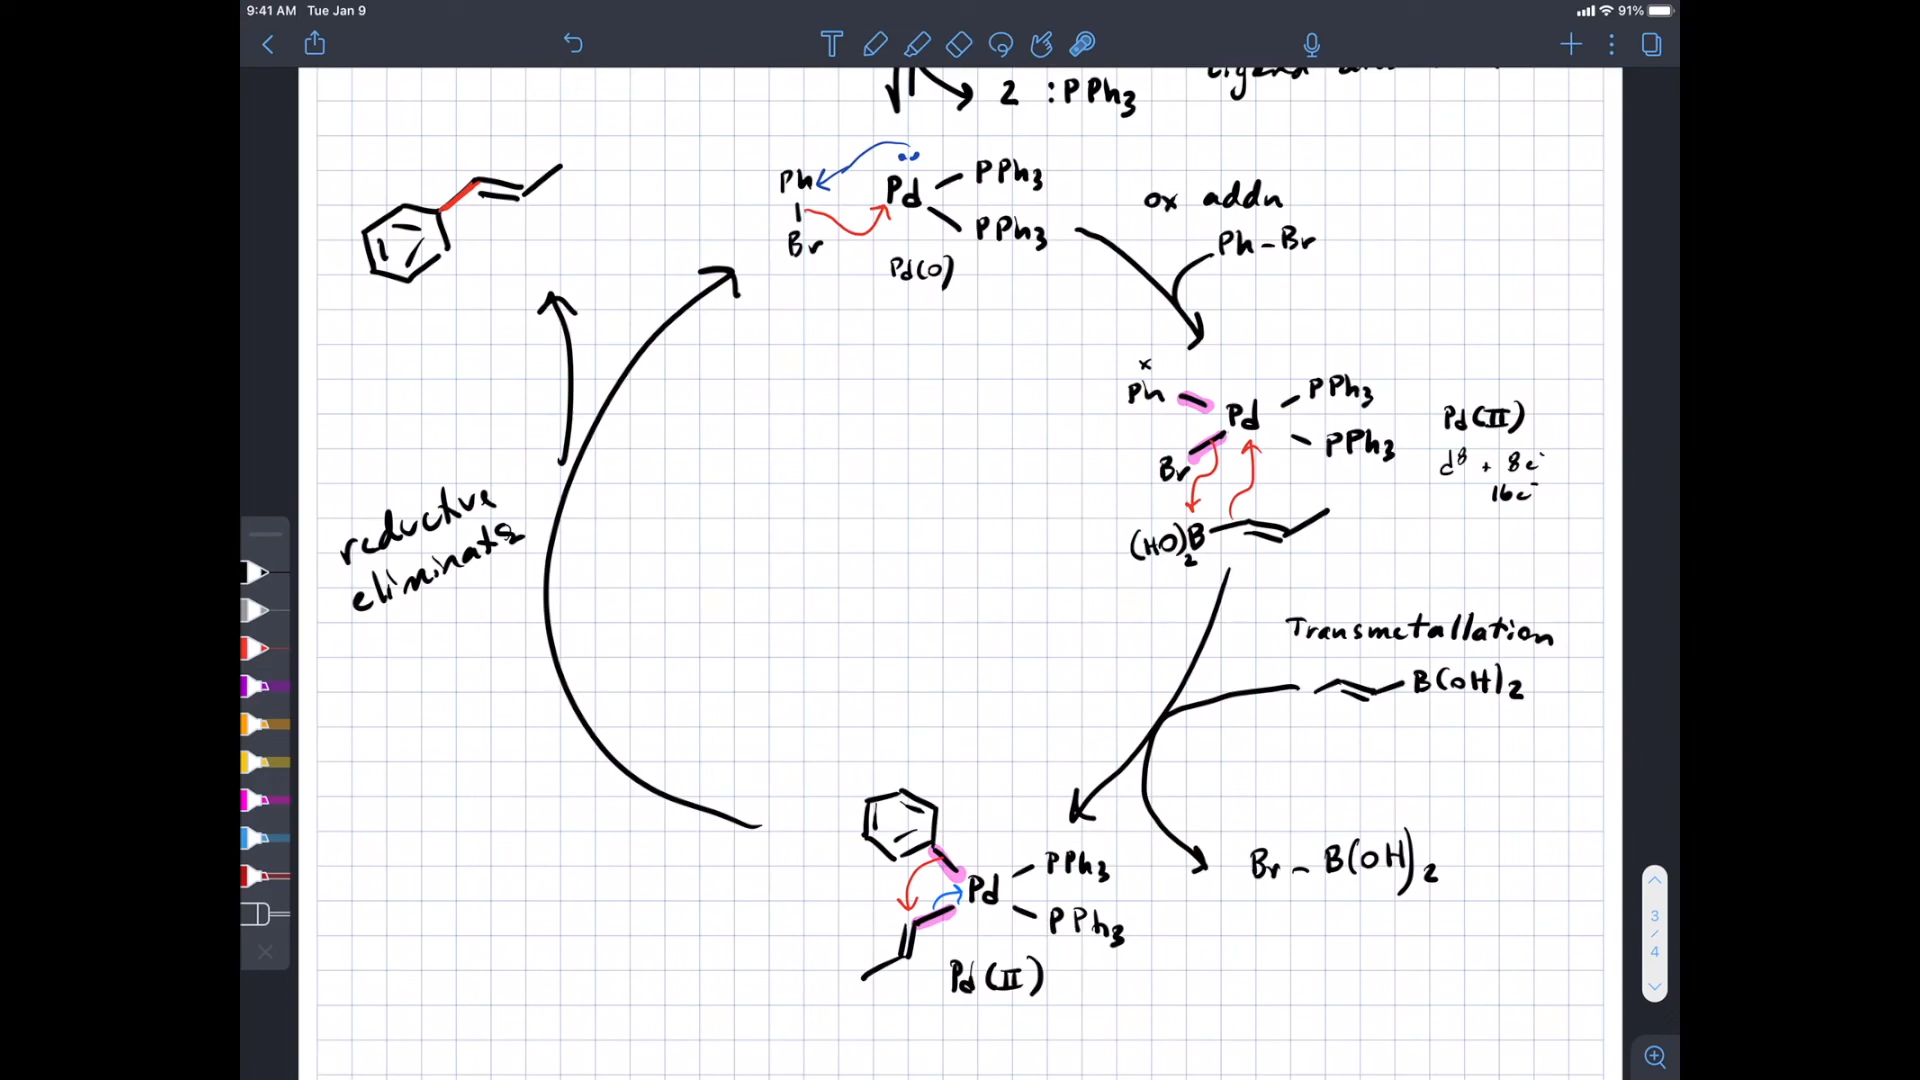 9:41 AM Tue Jan 9
91%
2 :PPh3
Ph
Br
Pd
PPh3
PPh3
Pd(0)
ox addn
Ph-Br
x
Ph
Pd
PPh3
PPh3
Br
Pd(II)
d8 + 8e-
16e-
(HO)2B
Transmetallation
B(OH)2
reductive
Pd
PPh3
PPh3
Br-B(OH)2
Pd(II)
3
/
4